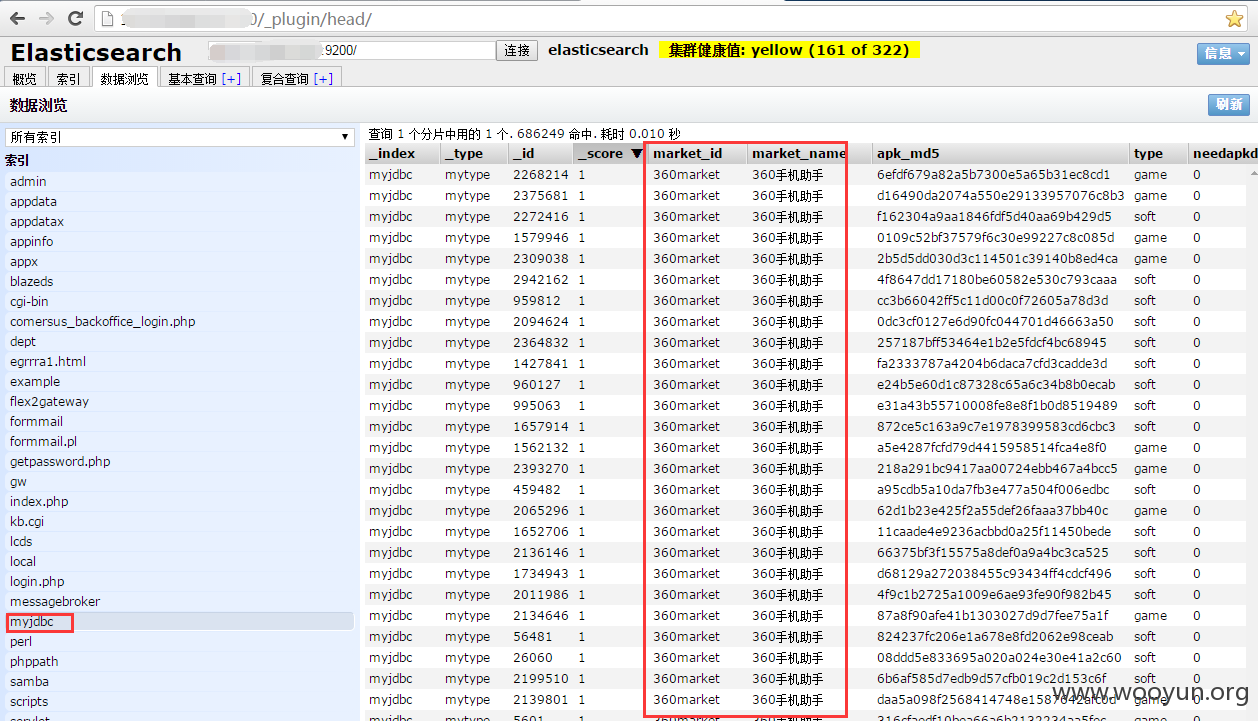 0/_plugin/head/
Elasticsearch :9200/ 连接 elasticsearch 集群健康值: yellow (161 of 322) 信息
概览 索引 数据浏览 基本查询 [+] 复合查询 [+]
数据浏览 刷新
所有索引
索引
admin
appdata
appdatax
appinfo
appx
blazeds
cgi-bin
comersus_backoffice_login.php
dept
egrrra1.html
example
flex2gateway
formmail
formmail.pl
getpassword.php
gw
index.php
kb.cgi
lcds
local
login.php
messagebroker
myjdbc
perl
phppath
samba
scripts
servlet
查询 1 个分片中用的 1 个. 686249 命中. 耗时 0.010 秒
_index _type _id _score ▼ market_id market_name apk_md5 type needapkd
myjdbc mytype 2268214 1 360market 360手机助手 6efdf679a82a5b7300e5a65b31ec8cd1 game 0
myjdbc mytype 2375681 1 360market 360手机助手 d16490da2074a550e29133957076c8b3 game 0
myjdbc mytype 2272416 1 360market 360手机助手 f162304a9aa1846fdf5d40aa69b429d5 soft 0
myjdbc mytype 1579946 1 360market 360手机助手 0109c52bf37579f6c30e99227c8c085d game 0
myjdbc mytype 2309038 1 360market 360手机助手 2b5d5dd030d3c114501c39140b8ed4ca game 0
myjdbc mytype 2942162 1 360market 360手机助手 4f8647dd17180be60582e530c793caaa soft 0
myjdbc mytype 959812 1 360market 360手机助手 cc3b66042ff5c11d00c0f72605a78d3d soft 0
myjdbc mytype 2094624 1 360market 360手机助手 0dc3cf0127e6d90fc044701d46663a50 soft 0
myjdbc mytype 2364832 1 360market 360手机助手 257187bff53464e1b2e5fdcf4bc68945 soft 0
myjdbc mytype 1427841 1 360market 360手机助手 fa2333787a4204b6daca7cfd3cadde3d soft 0
myjdbc mytype 960127 1 360market 360手机助手 e24b5e60d1c87328c65a6c34b8b0ecab soft 0
myjdbc mytype 995063 1 360market 360手机助手 e31a43b55710008fe8e8f1b0d8519489 soft 0
myjdbc mytype 1657914 1 360market 360手机助手 872ce5c163a9c7e1978399583cd6cbc3 soft 0
myjdbc mytype 1562132 1 360market 360手机助手 a5e4287fcfd79d4415958514fca4e8f0 game 0
myjdbc mytype 2393270 1 360market 360手机助手 218a291bc9417aa00724ebb467a4bcc5 game 0
myjdbc mytype 459482 1 360market 360手机助手 a95cdb5a10da7fb3e477a504f006edbc soft 0
myjdbc mytype 2065296 1 360market 360手机助手 62d1b23e425f2a55def26faaa37bb40c game 0
myjdbc mytype 1652706 1 360market 360手机助手 11caade4e9236acbbd0a25f11450bede soft 0
myjdbc mytype 2136146 1 360market 360手机助手 66375bf3f15575a8def0a9a4bc3ca525 soft 0
myjdbc mytype 1734943 1 360market 360手机助手 d68129a272038455c93434ff4cdcf496 soft 0
myjdbc mytype 2011986 1 360market 360手机助手 4f9c1b2725a1009e6ae93fe90f982b45 soft 0
myjdbc mytype 2134646 1 360market 360手机助手 87a8f90afe41b1303027d9d7fee75a1f game 0
myjdbc mytype 56481 1 360market 360手机助手 824237fc206e1a678e8fd2062e98ceab soft 0
myjdbc mytype 26060 1 360market 360手机助手 08ddd5e833695a020a024e30e41a2c60 soft 0
myjdbc mytype 2199510 1 360market 360手机助手 6b6af585d7edb9d57cfb019c2d153c6f soft 0
myjdbc mytype 2139801 1 360market 360手机助手 game 0
myjdbc mytype 5601 1 360market 360手机助手 soft 0
www.wooyun.org